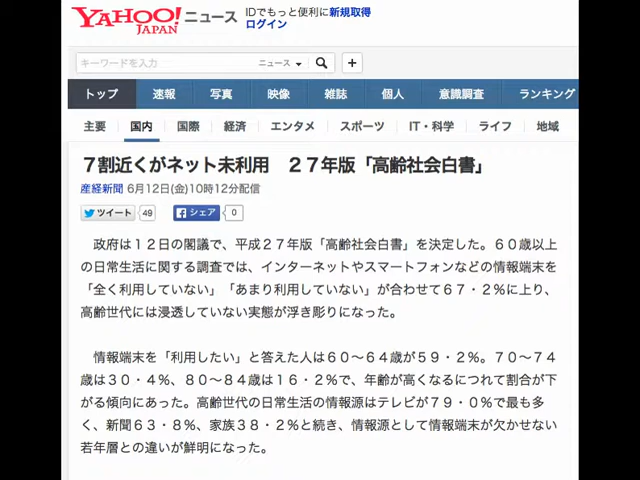 YAHOO! ニュース
JAPAN
IDでもっと便利に新規取得
ログイン
キーワードを入力 ニュース
トップ 速報 写真 映像 雑誌 個人 意識調査 ランキング
主要 国内 国際 経済 エンタメ スポーツ IT・科学 ライフ 地域
７割近くがネット未利用　２７年版「高齢社会白書」
産経新聞 6月12日(金)10時12分配信
ツイート 49 シェア 0
政府は１２日の閣議で、平成２７年版「高齢社会白書」を決定した。６０歳以上
の日常生活に関する調査では、インターネットやスマートフォンなどの情報端末を
「全く利用していない」「あまり利用していない」が合わせて６７・２％に上り、
高齢世代には浸透していない実態が浮き彫りになった。
情報端末を「利用したい」と答えた人は６０～６４歳が５９・２％。７０～７４
歳は３０・４％、８０～８４歳は１６・２％で、年齢が高くなるにつれて割合が下
がる傾向にあった。高齢世代の日常生活の情報源はテレビが７９・０％で最も多
く、新聞６３・８％、家族３８・２％と続き、情報源として情報端末が欠かせない
若年層との違いが鮮明になった。